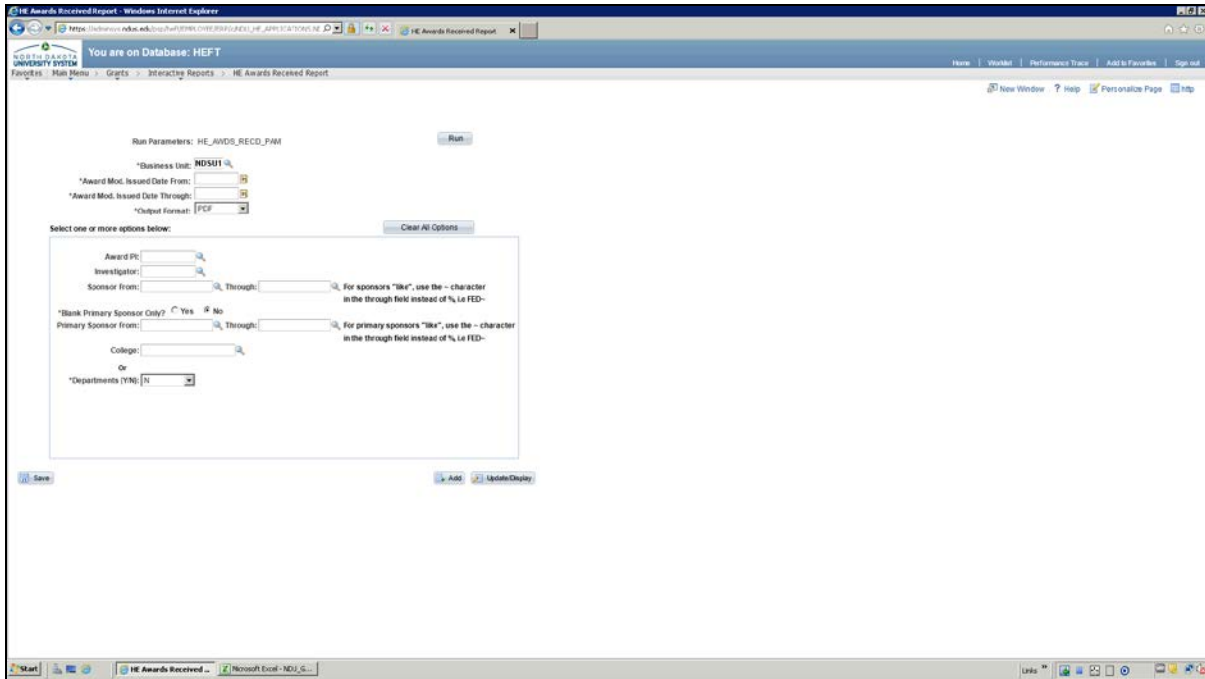 HE Awards Received Report - Windows Internet Explorer
HE Awards Received Report
NORTH DAKOTA
UNIVERSITY SYSTEM
You are on Database: HEFT
Home | Worklist | Performance Trace | Add to Favorites | Sign out
Favorites Main Menu > Grants > Interactive Reports > HE Awards Received Report
New Window ? Help Personalize Page http
Run Parameters: HE_AWDS_RECD_PAM Run
*Business Unit: NDSU1
*Award Mod. Issued Date From:
*Award Mod. Issued Date Through:
*Output Format: PDF
Select one or more options below: Clear All Options
Award PI:
Investigator:
Sponsor From: Through: For sponsors "like", use the ~ character
in the through field instead of %, i.e FED~
*Blank Primary Sponsor Only? Yes No
Primary Sponsor From: Through: For primary sponsors "like", use the ~ character
in the through field instead of %, i.e FED~
College:
Or
*Departments (Y/N): N
Save Add Update/Display
Start HE Awards Received ... Microsoft Excel - NDU_G... Links »